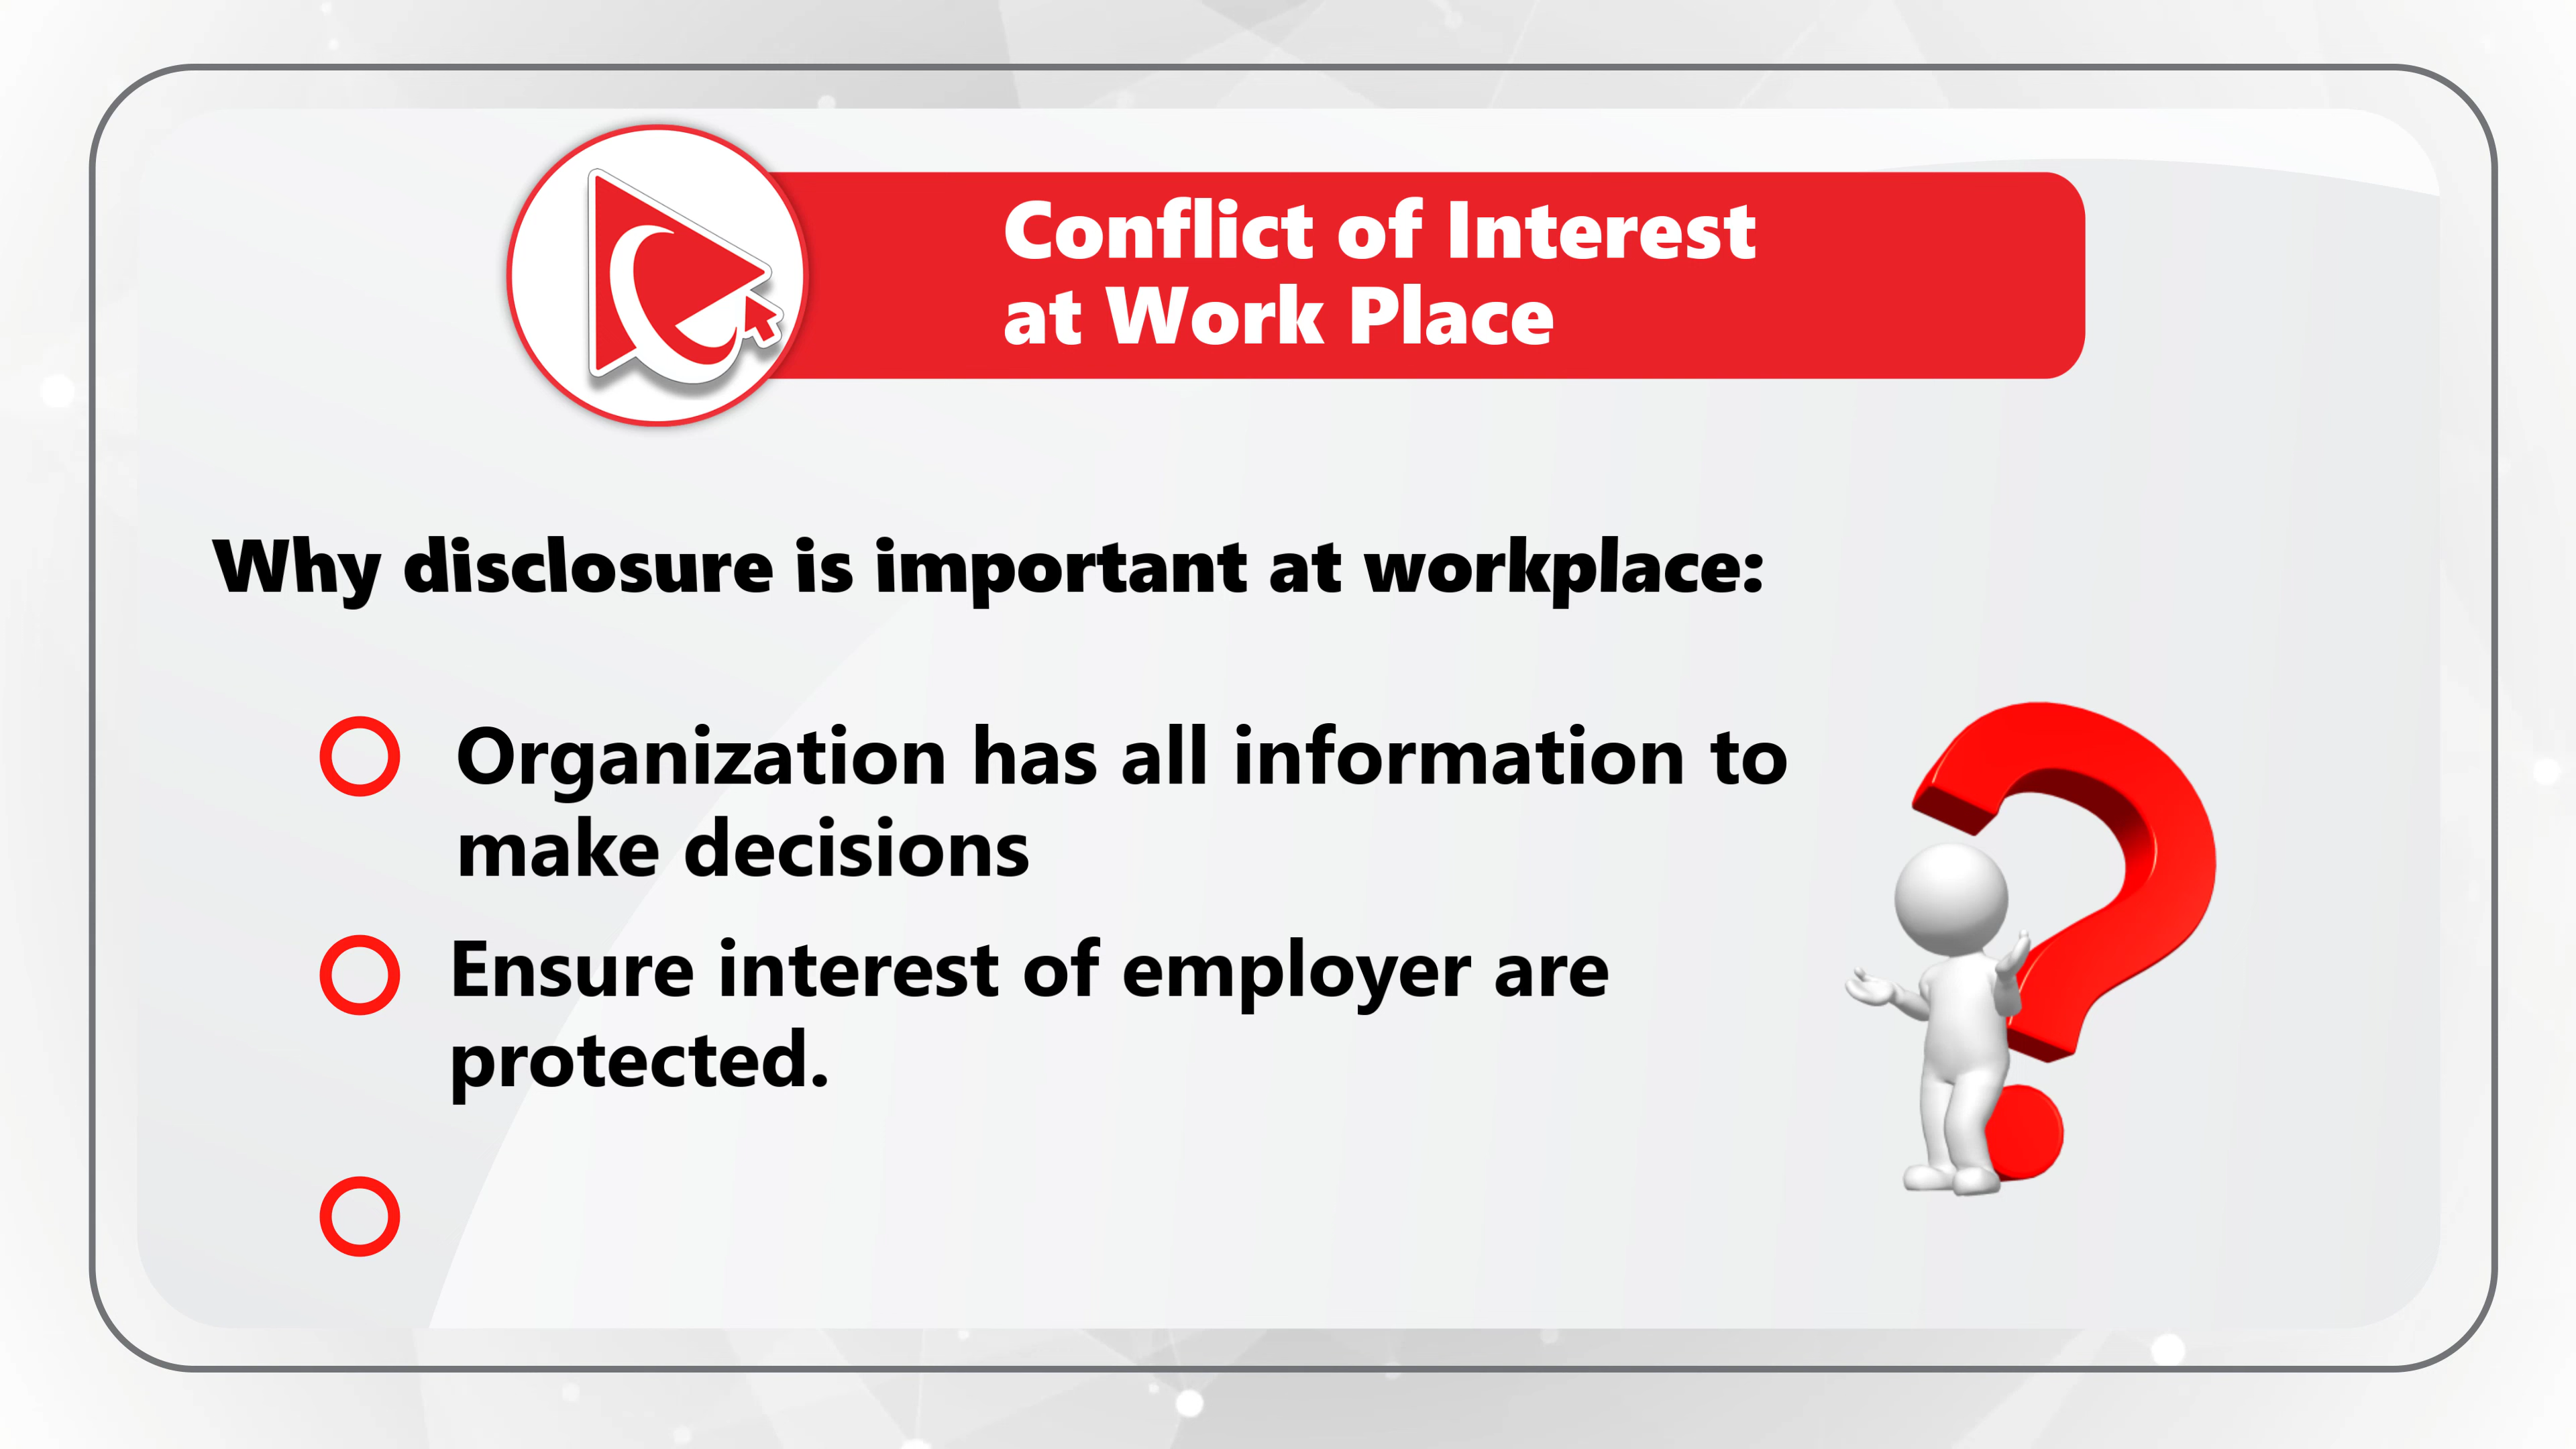 Conflict of Interest
at Work Place
Why disclosure is important at workplace:
Organization has all information to
make decisions
Ensure interest of employer are
protected.